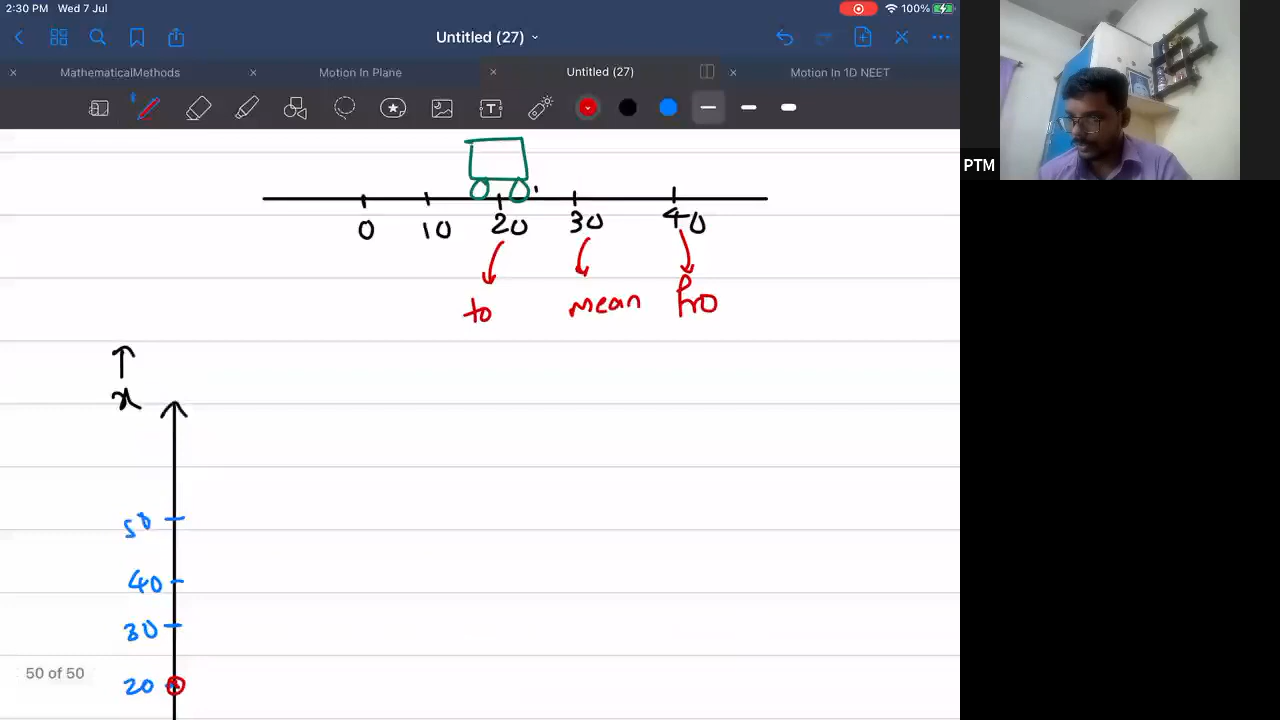 2:30 PM Wed 7 Jul
100%
Untitled (27)
MathematicalMethods
Motion In Plane
Untitled (27)
Motion In 1D NEET
PTM
0 10 20 30 40
to mean
x
50
40
30
20
50 of 50